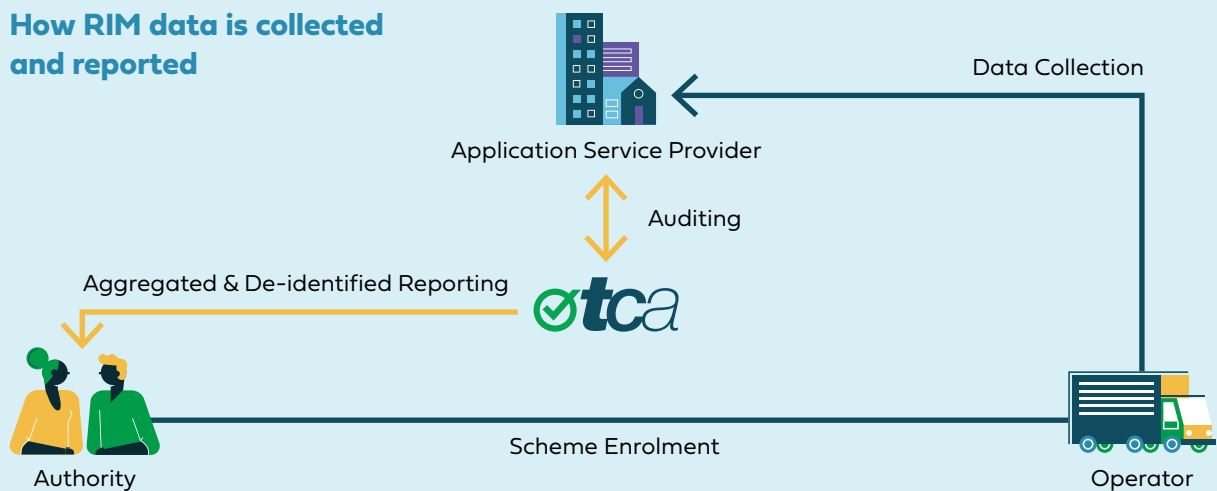 How RIM data is collected
and reported
Data Collection
Application Service Provider
Auditing
Aggregated & De-identified Reporting
tca
Scheme Enrolment
Authority
Operator